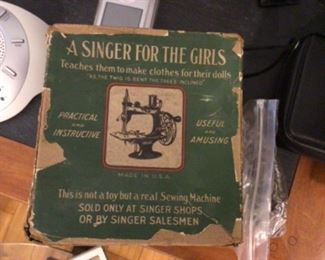 A SINGER FOR THE GIRLS
Teaches them to make clothes for their dolls
"AS THE TWIG IS BENT THE TREE'S INCLINED"
PRACTICAL
AND
INSTRUCTIVE
USEFUL
AND
AMUSING
MADE IN U.S.A.
This is not a toy but a real Sewing Machine
SOLD ONLY AT SINGER SHOPS
OR BY SINGER SALESMEN